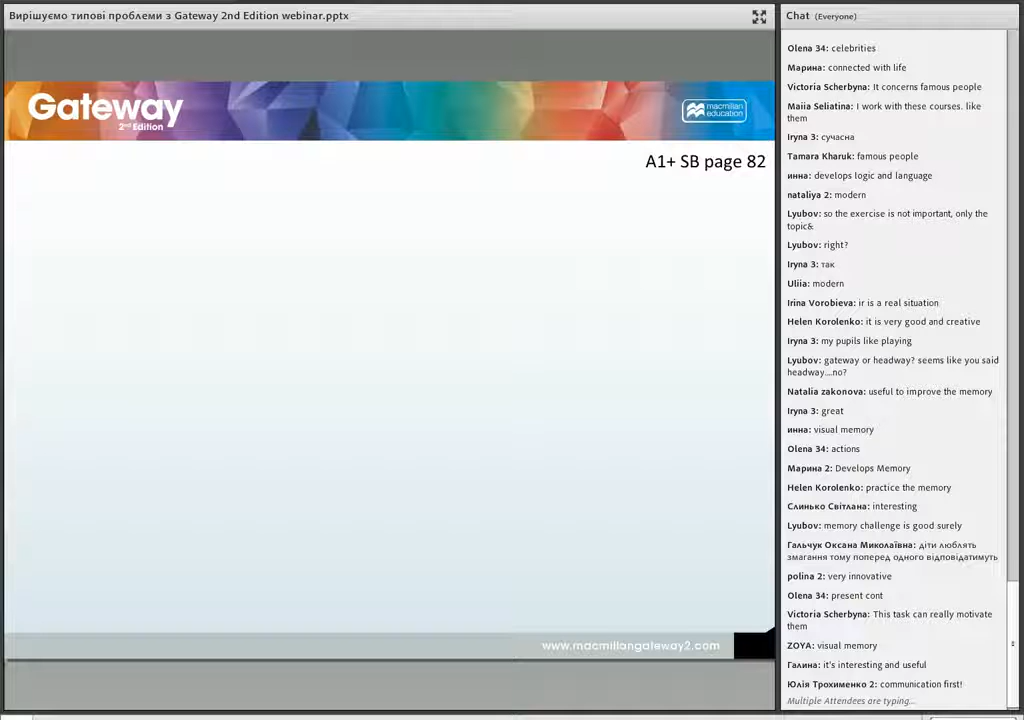 Вирішуємо типові проблеми з Gateway 2nd Edition webinar.pptx
Gateway
2nd Edition
macmillan
education
A1+ SB page 82
www.macmillangateway2.com
Chat (Everyone)
Olena 34: celebrities
Марина: connected with life
Victoria Scherbyna: It concerns famous people
Maiia Seliatina: I work with these courses. like
them
Iryna 3: сучасна
Tamara Kharuk: famous people
инна: develops logic and language
nataliya 2: modern
Lyubov: so the exercise is not important, only the
topic&
Lyubov: right?
Iryna 3: так
Uliia: modern
Irina Vorobieva: ir is a real situation
Helen Korolenko: it is very good and creative
Iryna 3: my pupils like playing
Lyubov: gateway or headway? seems like you said
headway....no?
Natalia zakonova: useful to improve the memory
Iryna 3: great
инна: visual memory
Olena 34: actions
Марина 2: Develops Memory
Helen Korolenko: practice the memory
Слинько Світлана: interesting
Lyubov: memory challenge is good surely
Гальчук Оксана Миколаївна: діти люблять
змагання тому поперед одного відповідатимуть
polina 2: very innovative
Olena 34: present cont
Victoria Scherbyna: This task can really motivate
them
ZOYA: visual memory
Галина: it's interesting and useful
Юлія Трохименко 2: communication first!
Multiple Attendees are typing...